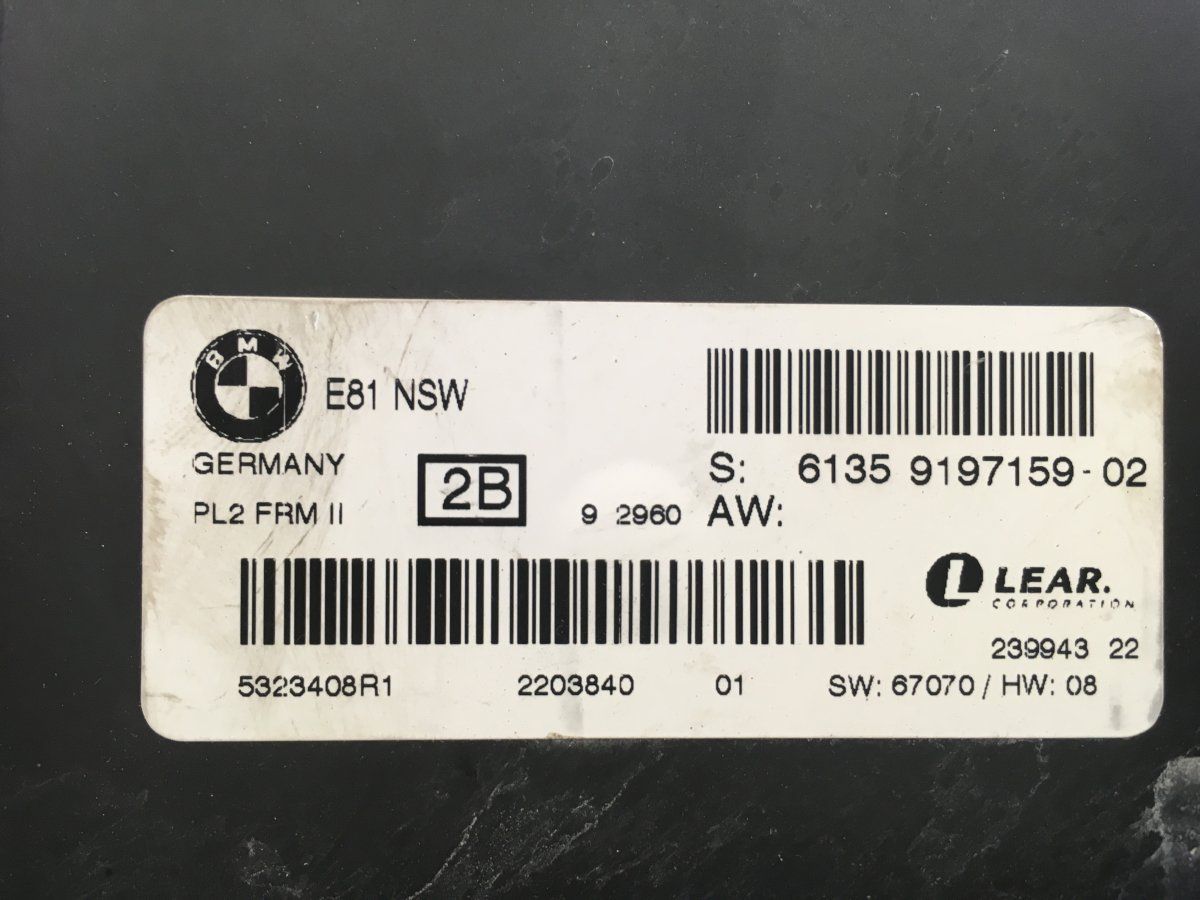 BMW
E81 NSW
GERMANY
PL2 FRM II
2B
9 2960
S: 6135 9197159-02
AW:
LEAR.
CORPORATION
239943 22
5323408R1 2203840 01 SW: 67070 / HW: 08